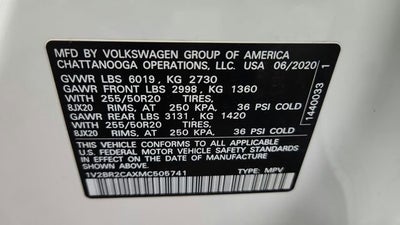 MFD BY VOLKSWAGEN GROUP OF AMERICA
CHATTANOOGA OPERATIONS, LLC. USA 06/2020
GVWR LBS 6019, KG 2730
GAWR FRONT LBS 2998, KG 1360
WITH 255/50R20 TIRES,
8JX20 RIMS, AT 250 KPA, 36 PSI COLD
GAWR REAR LBS 3131, KG 1420
WITH 255/50R20 TIRES,
8JX20 RIMS, AT 250 KPA, 36 PSI COLD
THIS VEHICLE CONFORMS TO ALL APPLICABLE
U.S. FEDERAL MOTOR VEHICLE SAFETY STANDARDS
IN EFFECT ON THE DATE OF MANUFACTURE
SHOWN ABOVE.
1V2BR2CAXMC505741 TYPE: MPV
1440033 1